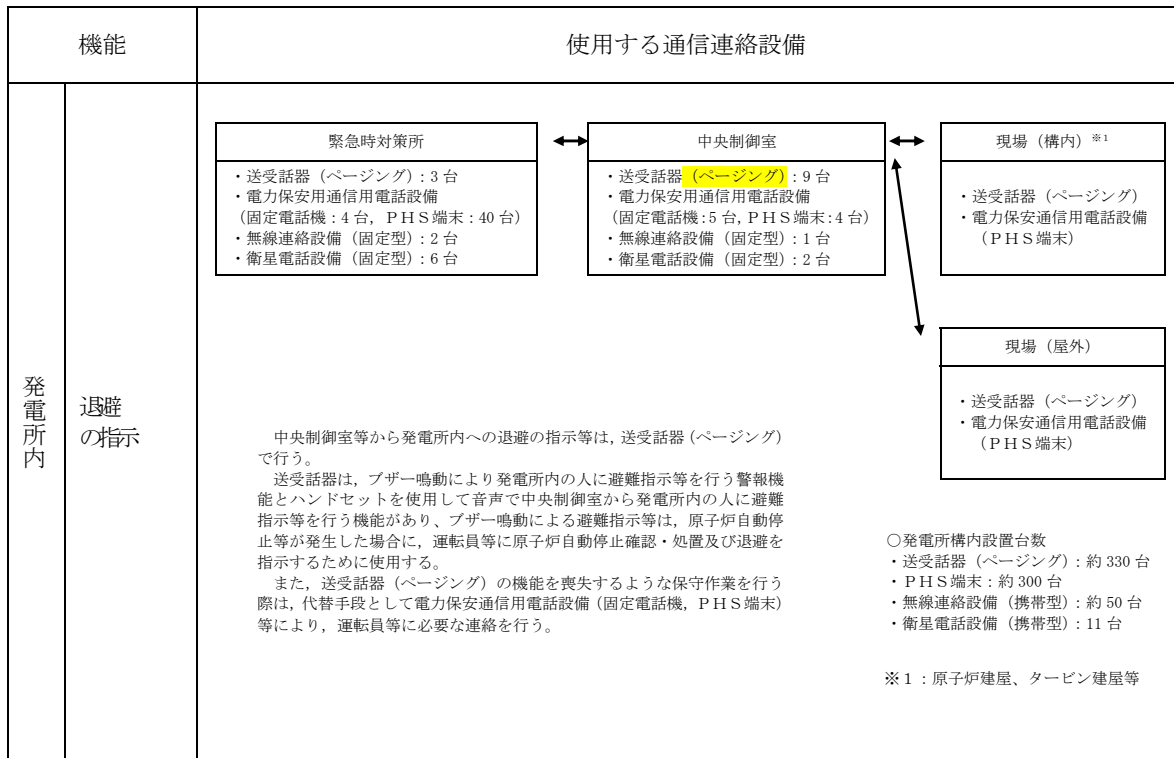 機能
使用する通信連絡設備
発電所内
退避
の指示
緊急時対策所
・送受話器（ページング）：3台
・電力保安用通信用電話設備
（固定電話機：4台，ＰＨＳ端末：40台）
・無線連絡設備（固定型）：2台
・衛星電話設備（固定型）：6台
中央制御室
・送受話器（ページング）：9台
・電力保安用通信用電話設備
（固定電話機：5台，ＰＨＳ端末：4台）
・無線連絡設備（固定型）：1台
・衛星電話設備（固定型）：2台
現場（構内）※1
・送受話器（ページング）
・電力保安通信用電話設備
（ＰＨＳ端末）
現場（屋外）
・送受話器（ページング）
・電力保安通信用電話設備
（ＰＨＳ端末）
中央制御室等から発電所内への退避の指示等は，送受話器（ページング）
で行う。
送受話器は，ブザー鳴動により発電所内の人に避難指示等を行う警報機
能とハンドセットを使用して音声で中央制御室から発電所内の人に避難
指示等を行う機能があり、ブザー鳴動による避難指示等は，原子炉自動停
止等が発生した場合に，運転員等に原子炉自動停止確認・処置及び退避を
指示するために使用する。
また，送受話器（ページング）の機能を喪失するような保守作業を行う
際は，代替手段として電力保安通信用電話設備（固定電話機，ＰＨＳ端末）
等により，運転員等に必要な連絡を行う。
○発電所構内設置台数
・送受話器（ページング）：約330台
・ＰＨＳ端末：約300台
・無線連絡設備（携帯型）：約50台
・衛星電話設備（携帯型）：11台
※１：原子炉建屋、タービン建屋等